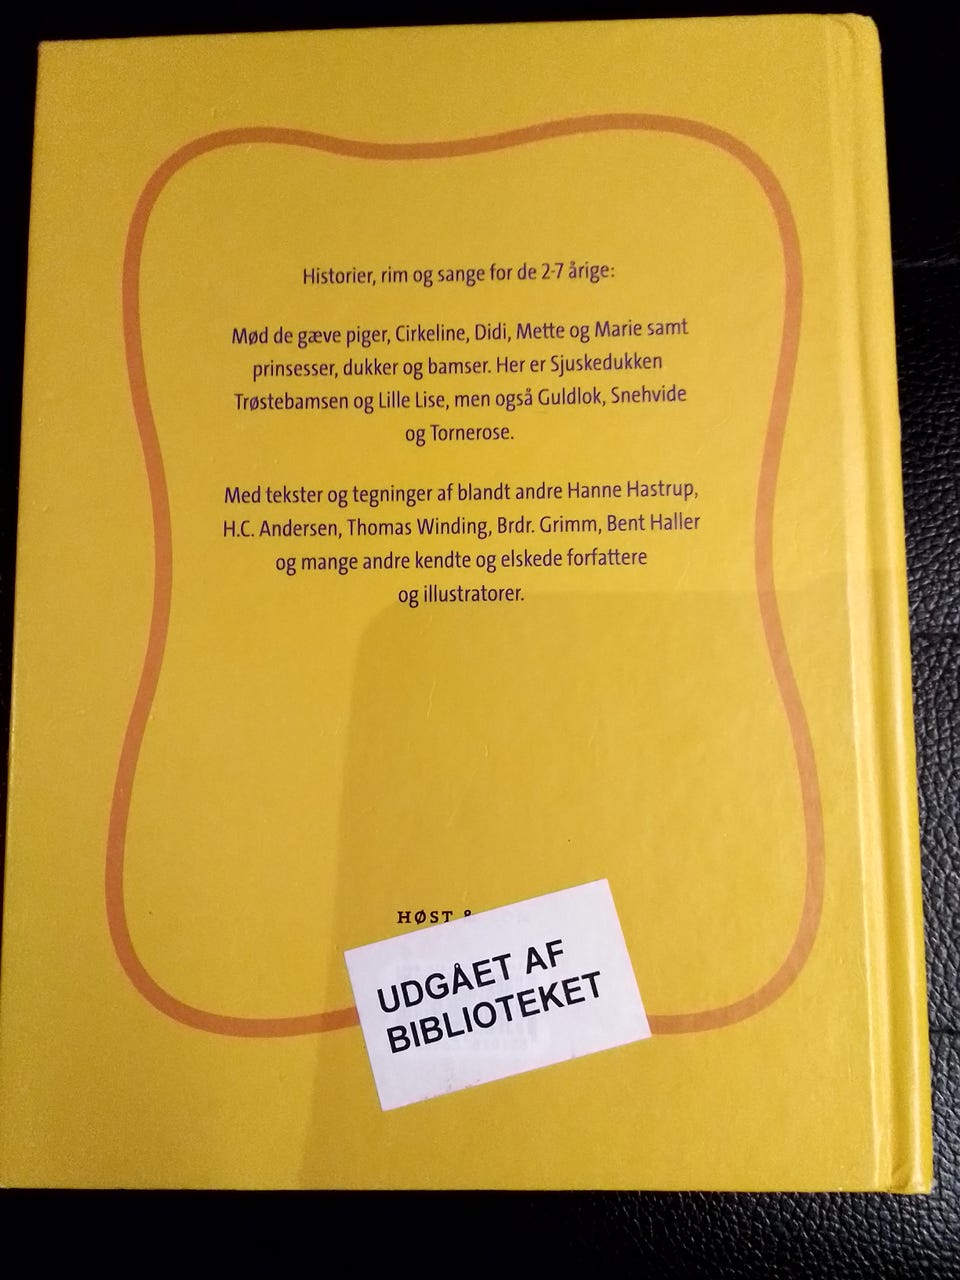 Historier, rim og sange for de 2-7 årige:
Mød de gæve piger, Cirkeline, Didi, Mette og Marie samt
prinsesser, dukker og bamser. Her er Sjuskedukken
Trøstebamsen og Lille Lise, men også Guldlok, Snehvide
og Tornerose.
Med tekster og tegninger af blandt andre Hanne Hastrup,
H.C. Andersen, Thomas Winding, Brdr. Grimm, Bent Haller
og mange andre kendte og elskede forfattere
og illustratorer.
HØST &
UDGÅET AF
BIBLIOTEKET